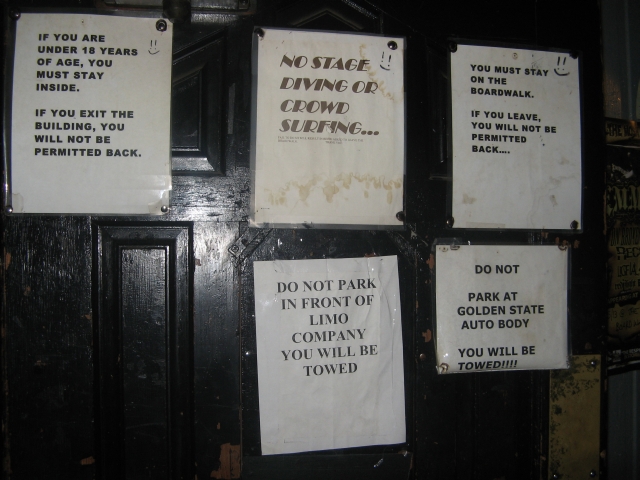 IF YOU ARE
UNDER 18 YEARS
OF AGE, YOU
MUST STAY
INSIDE.
IF YOU EXIT THE
BUILDING, YOU
WILL NOT BE
PERMITTED BACK.
NO STAGE
DIVING OR
CROWD
SURFING...
YOU MUST STAY
ON THE
BOARDWALK.
IF YOU LEAVE,
YOU WILL NOT BE
PERMITTED
BACK....
DO NOT PARK
IN FRONT OF
LIMO
COMPANY
YOU WILL BE
TOWED
DO NOT
PARK AT
GOLDEN STATE
AUTO BODY
YOU WILL BE
TOWED!!!!